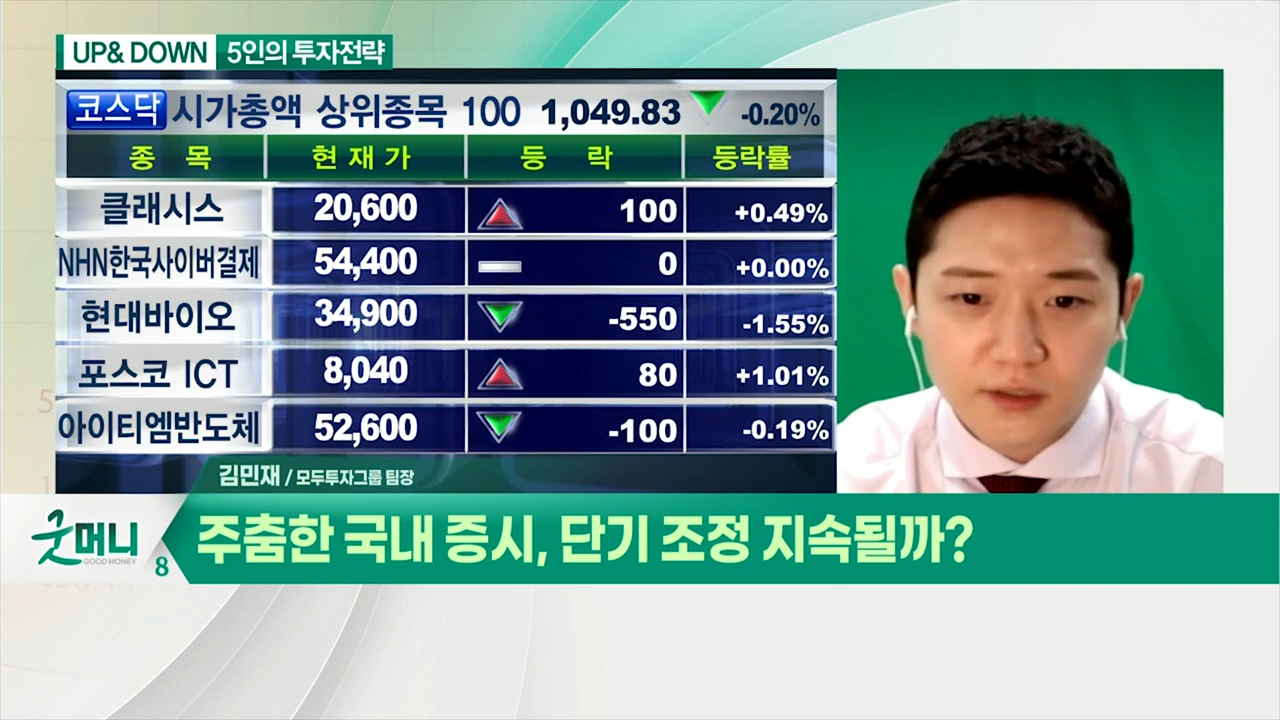 UP& DOWN 5인의 투자전략
코스닥 시가총액 상위종목 100 1,049.83 -0.20%
종 목 현 재 가 등 락 등락률
클래시스 20,600 100 +0.49%
NHN한국사이버결제 54,400 0 +0.00%
현대바이오 34,900 -550 -1.55%
포스코 ICT 8,040 80 +1.01%
아이티엠반도체 52,600 -100 -0.19%
김민재 / 모두투자그룹 팀장
굿머니
GOOD MONEY
8
주춤한 국내 증시, 단기 조정 지속될까?